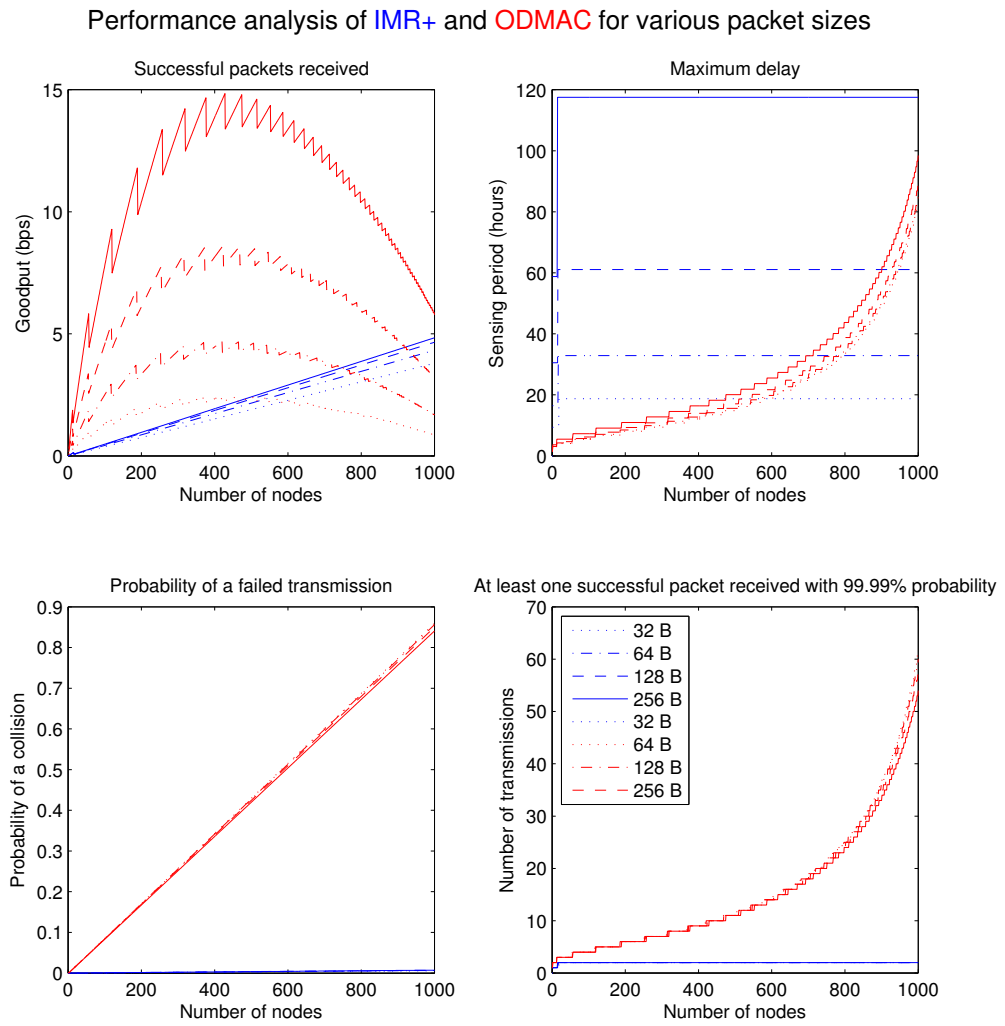 Performance analysis of IMR+ and ODMAC for various packet sizes
Successful packets received
15
10
5
0
0 200 400 600 800 1000
Goodput (bps)
Number of nodes
Maximum delay
120
100
80
60
40
20
0
0 200 400 600 800 1000
Sensing period (hours)
Number of nodes
Probability of a failed transmission
0.9
0.8
0.7
0.6
0.5
0.4
0.3
0.2
0.1
0
0 200 400 600 800 1000
Probability of a collision
Number of nodes
At least one successful packet received with 99.99% probability
70
60
50
40
30
20
10
0
0 200 400 600 800 1000
Number of transmissions
Number of nodes
32 B
64 B
128 B
256 B
32 B
64 B
128 B
256 B